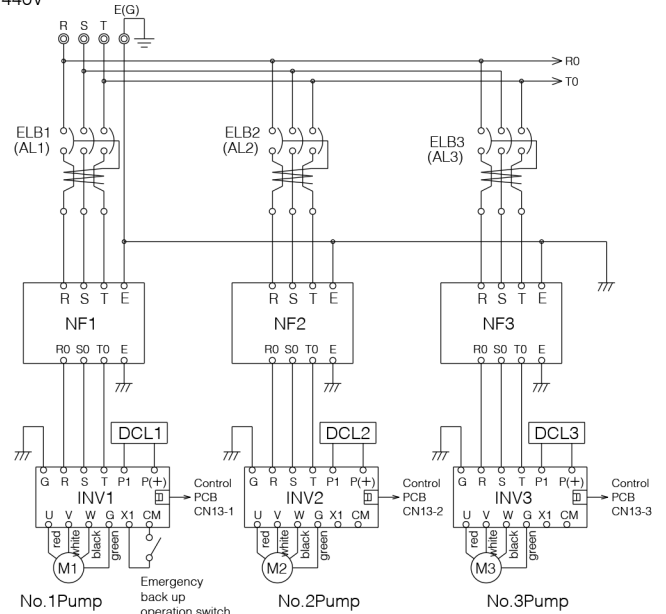 440V
E(G)
R S T
R0
T0
ELB1
(AL1)
ELB2
(AL2)
ELB3
(AL3)
R S T E
NF1
R0 S0 T0 E
R S T E
NF2
R0 S0 T0 E
R S T E
NF3
R0 S0 T0 E
DCL1
DCL2
DCL3
G R S T P1 P(+)
INV1
U V W G X1 CM
Control
PCB
CN13-1
G R S T P1 P(+)
INV2
U V W G X1 CM
Control
PCB
CN13-2
G R S T P1 P(+)
INV3
U V W G X1 CM
Control
PCB
CN13-3
red
white
black
green
M1
red
white
black
green
M2
red
white
black
green
M3
Emergency
back up
operation switch
No.1Pump
No.2Pump
No.3Pump